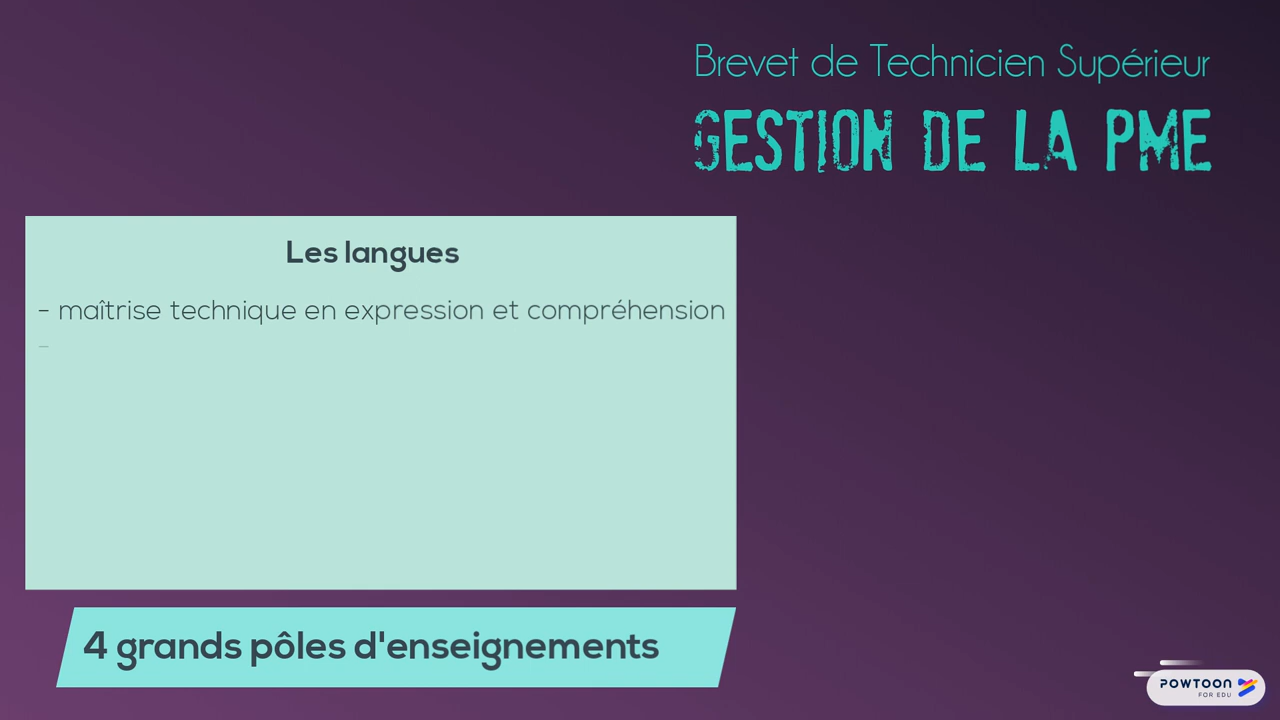 Brevet de Technicien Supérieur
GESTION DE LA PME
Les langues
- maîtrise technique en expression et compréhension
-
4 grands pôles d'enseignements
POWTOON
FOR EDU